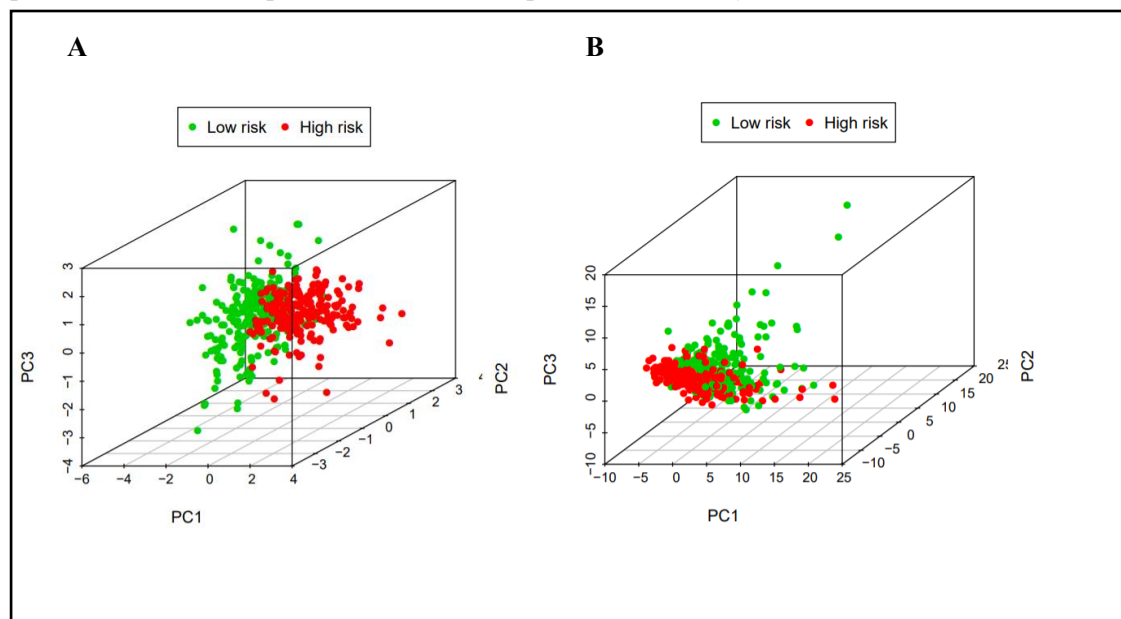 A
Low risk High risk
PC3
3
2
1
0
−1
−2
−3
−4
−6 −4 −2 0 2 4
PC1
−3 −2 −1 0 1 2 3
PC2
B
Low risk High risk
PC3
20
15
10
5
0
−5
−10
−10 −5 0 5 10 15 20 25
PC1
−10 −5 0 5 10 15 20
PC2